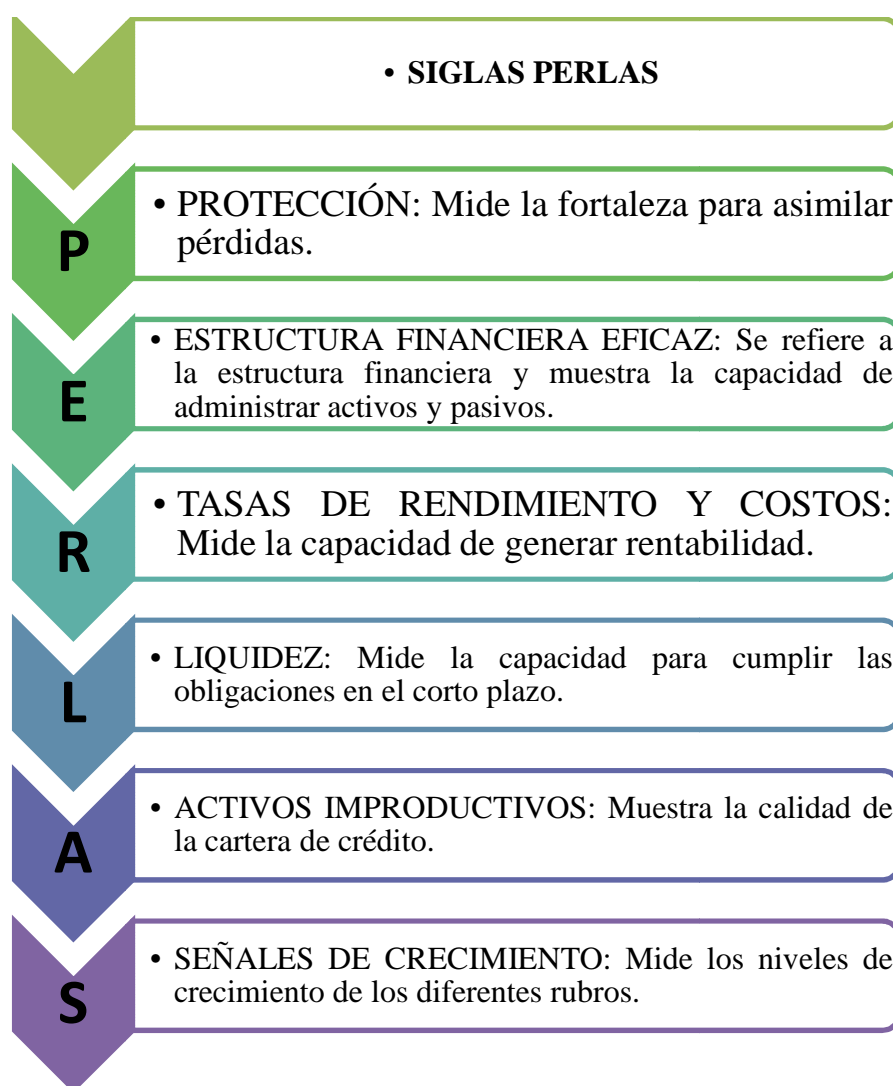 • SIGLAS PERLAS
P
• PROTECCIÓN: Mide la fortaleza para asimilar
pérdidas.
E
• ESTRUCTURA FINANCIERA EFICAZ: Se refiere a
la estructura financiera y muestra la capacidad de
administrar activos y pasivos.
R
• TASAS DE RENDIMIENTO Y COSTOS:
Mide la capacidad de generar rentabilidad.
L
• LIQUIDEZ: Mide la capacidad para cumplir las
obligaciones en el corto plazo.
A
• ACTIVOS IMPRODUCTIVOS: Muestra la calidad de
la cartera de crédito.
S
• SEÑALES DE CRECIMIENTO: Mide los niveles de
crecimiento de los diferentes rubros.